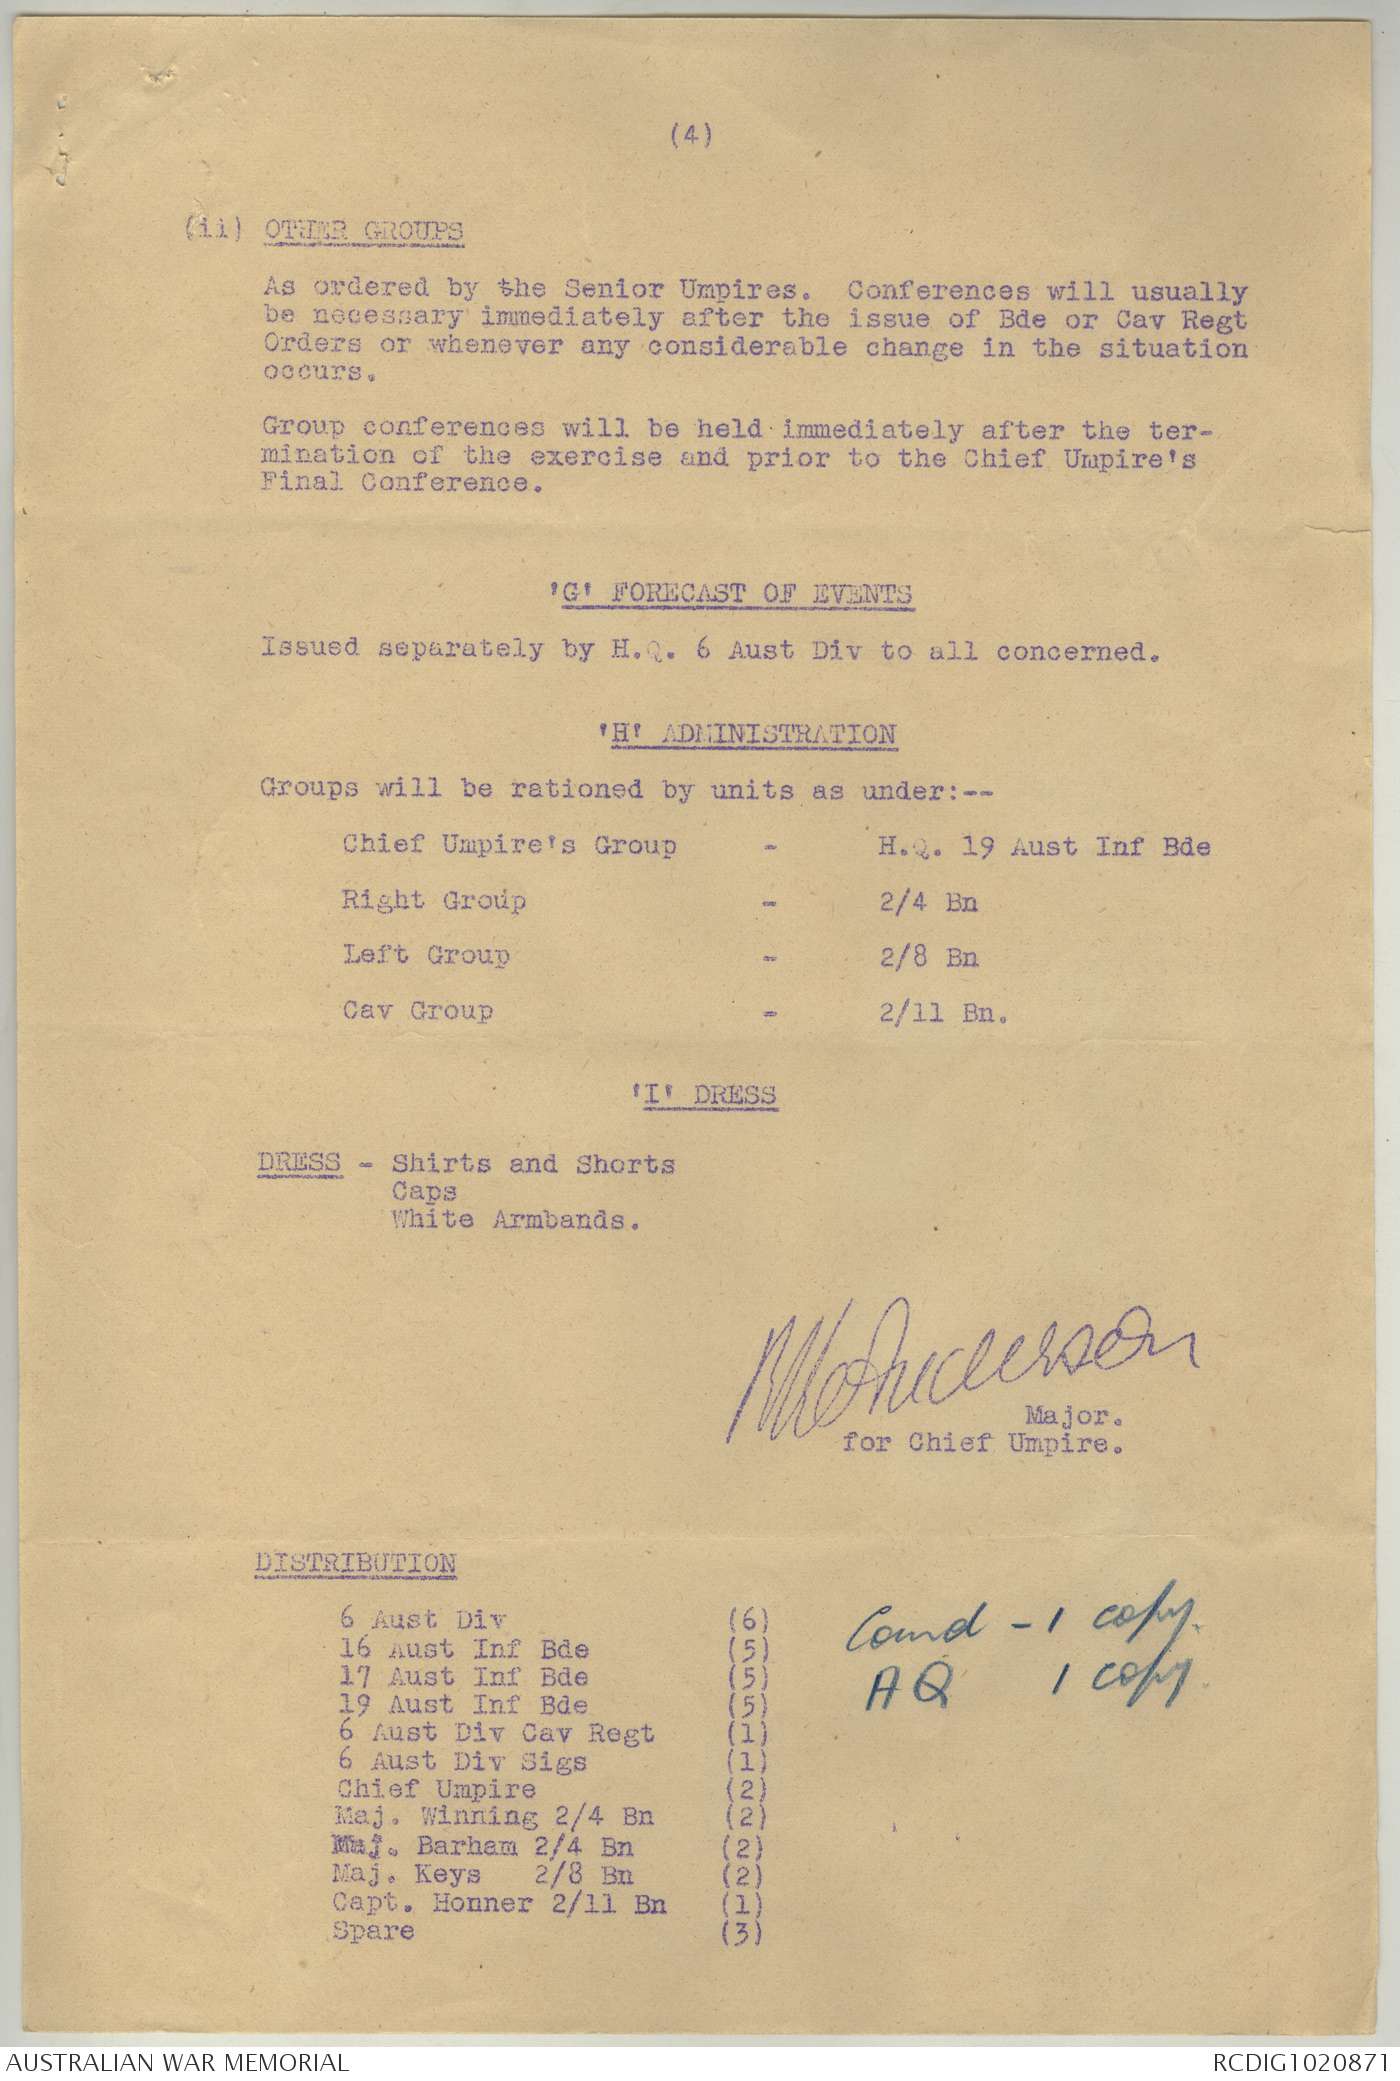 (4)
(ii) OTHER GROUPS
As ordered by the Senior Umpires. Conferences will usually
be necessary immediately after the issue of Bde or Cav Regt
Orders or whenever any considerable change in the situation
occurs.
Group conferences will be held immediately after the ter-
mination of the exercise and prior to the Chief Umpire's
Final Conference.
'G' FORECAST OF EVENTS
Issued separately by H.Q. 6 Aust Div to all concerned.
'H' ADMINISTRATION
Groups will be rationed by units as under:--
Chief Umpire's Group - H.Q. 19 Aust Inf Bde
Right Group - 2/4 Bn
Left Group - 2/8 Bn
Cav Group - 2/11 Bn.
'I' DRESS
DRESS - Shirts and Shorts
Caps
White Armbands.
Anderson
Major.
for Chief Umpire.
DISTRIBUTION
6 Aust Div (6)
16 Aust Inf Bde (5)
17 Aust Inf Bde (5)
19 Aust Inf Bde (5)
6 Aust Div Cav Regt (1)
6 Aust Div Sigs (1)
Chief Umpire (2)
Maj. Winning 2/4 Bn (2)
Maj. Barham 2/4 Bn (2)
Maj. Keys 2/8 Bn (2)
Capt. Honner 2/11 Bn (1)
Spare (3)
Comd - 1 copy.
AQ 1 copy.
AUSTRALIAN WAR MEMORIAL
RCDIG1020871